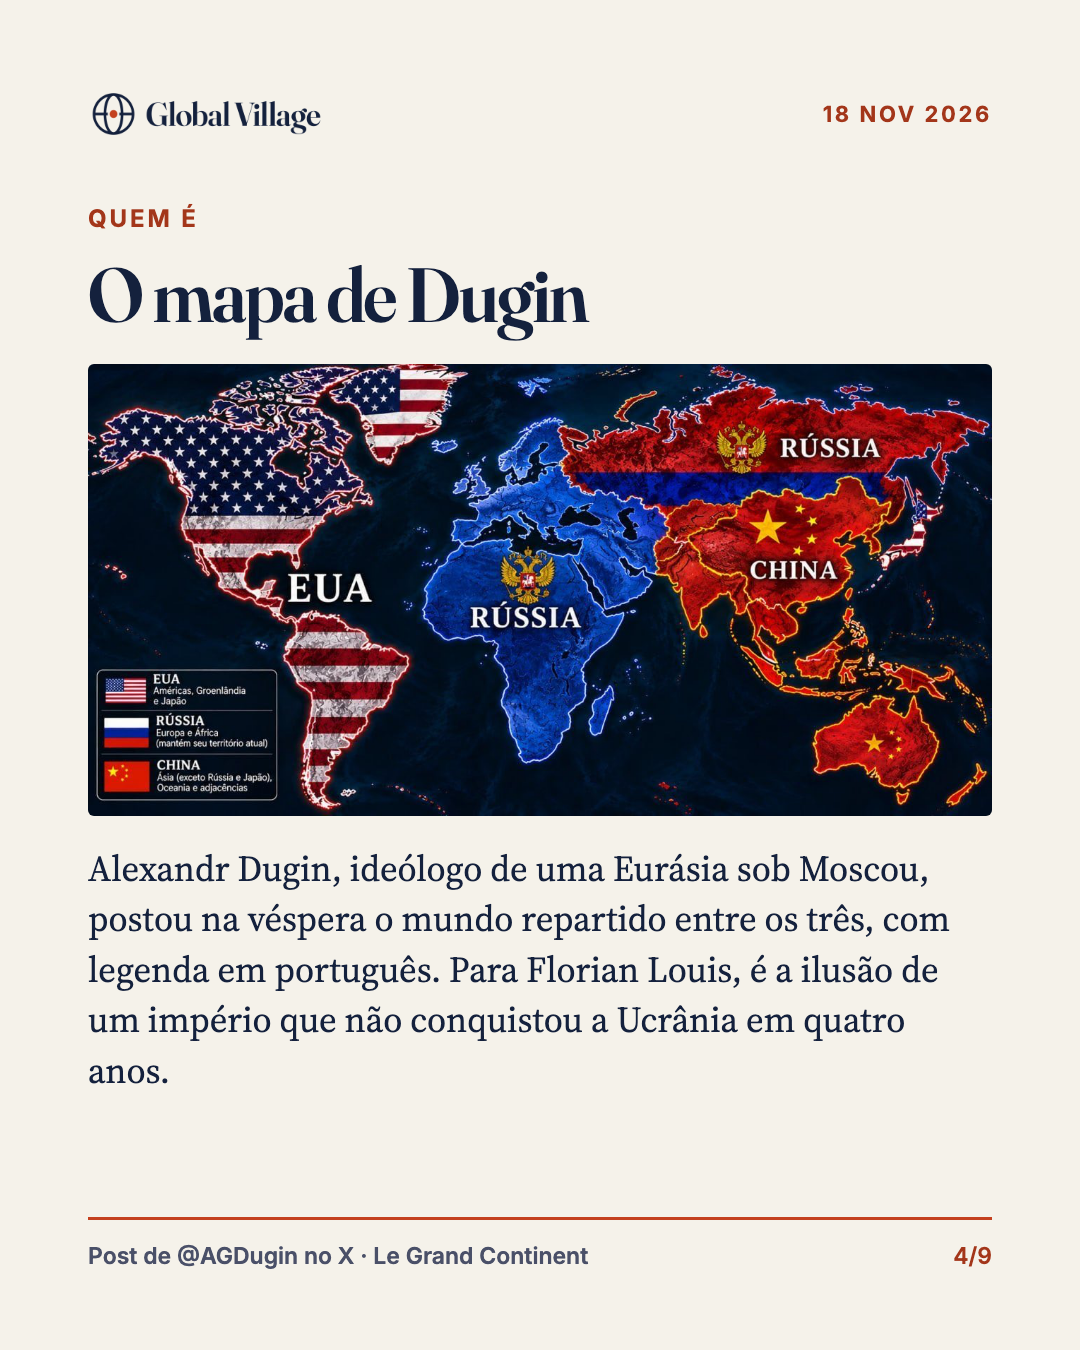 Global Village
18 NOV 2026
QUEM É
O mapa de Dugin
RÚSSIA
CHINA
EUA
RÚSSIA
EUA
Américas, Groenlândia
e Japão
RÚSSIA
Europa e África
(mantém seu território atual)
CHINA
Ásia (exceto Rússia e Japão),
Oceania e adjacências
Alexandr Dugin, ideólogo de uma Eurásia sob Moscou,
postou na véspera o mundo repartido entre os três, com
legenda em português. Para Florian Louis, é a ilusão de
um império que não conquistou a Ucrânia em quatro
anos.
Post de @AGDugin no X · Le Grand Continent
4/9